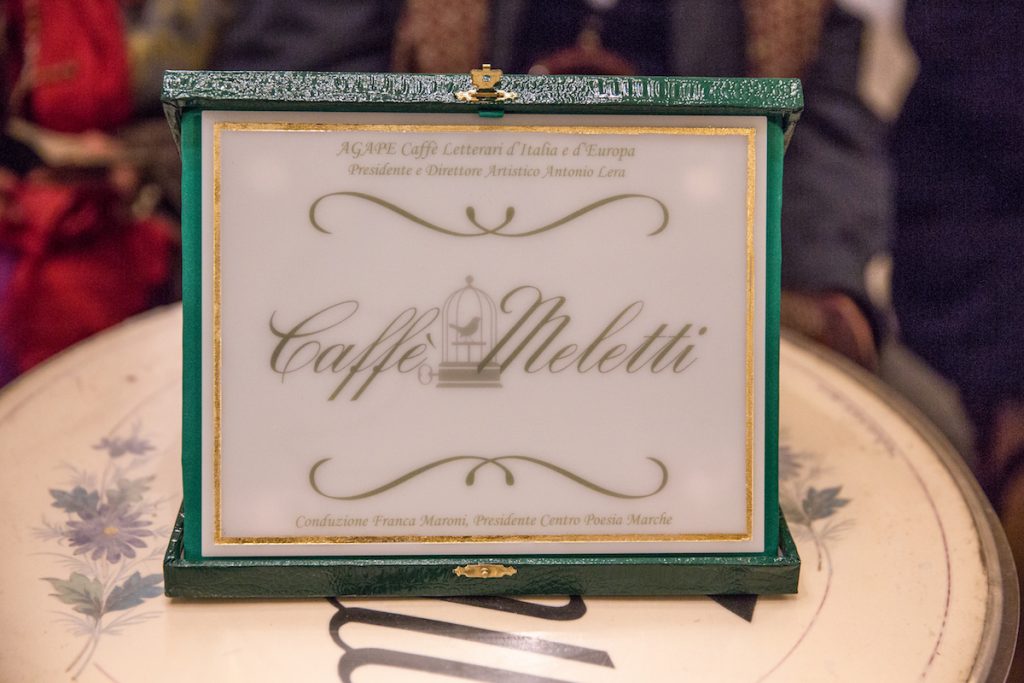 AGAPE Caffè Letterari d'Italia e d'Europa
Presidente e Direttore Artistico Antonio Lera
Caffè Meletti
Conduzione Franca Maroni, Presidente Centro Poesia Marche